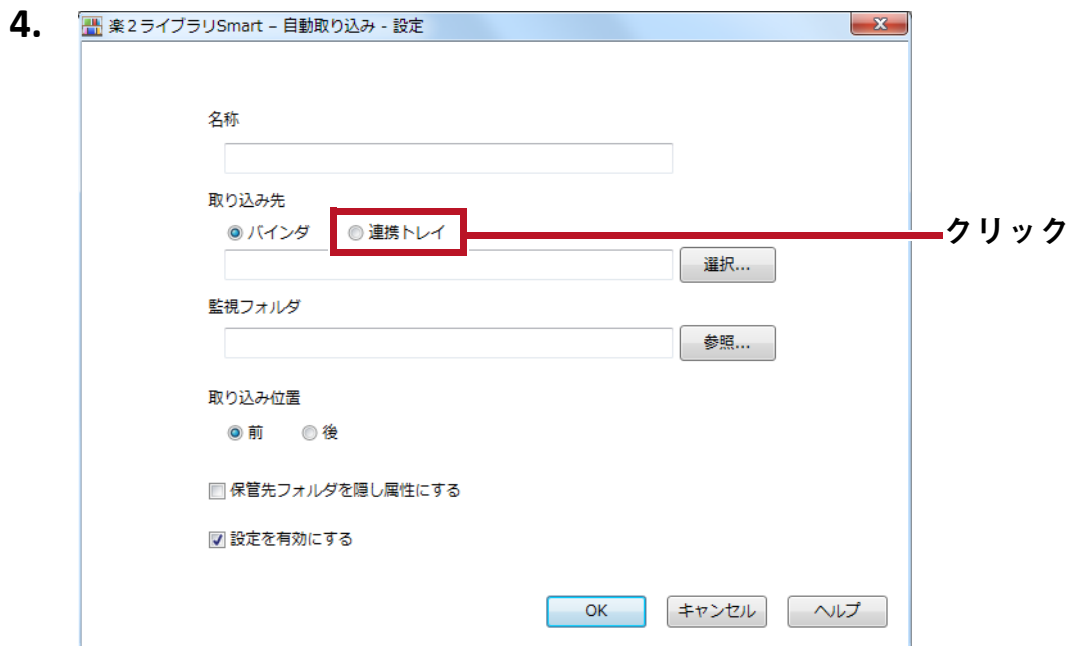 4.
楽2ライブラリSmart – 自動取り込み - 設定
名称
取り込み先
バインダ 連携トレイ
クリック
選択...
監視フォルダ
参照...
取り込み位置
前 後
保管先フォルダを隠し属性にする
設定を有効にする
OK キャンセル ヘルプ